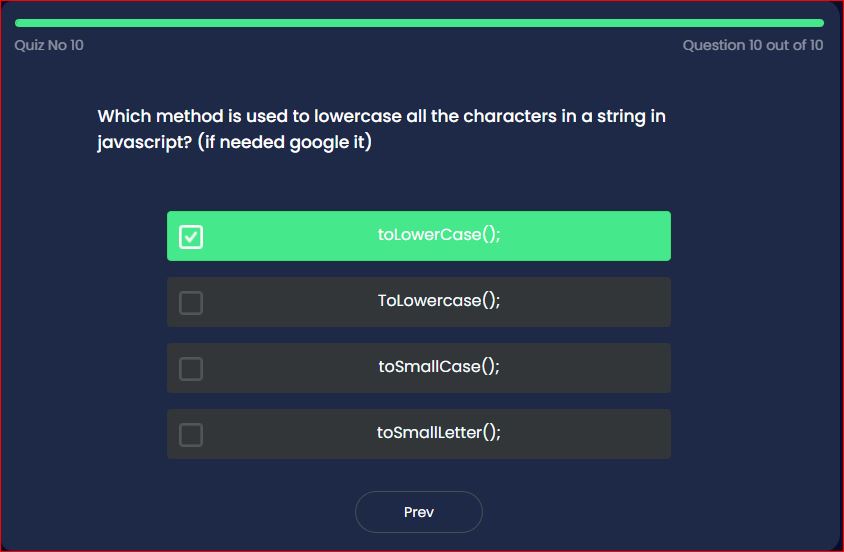 Quiz No 10
Question 10 out of 10
Which method is used to lowercase all the characters in a string in
javascript? (if needed google it)
toLowerCase();
ToLowercase();
toSmallCase();
toSmallLetter();
Prev